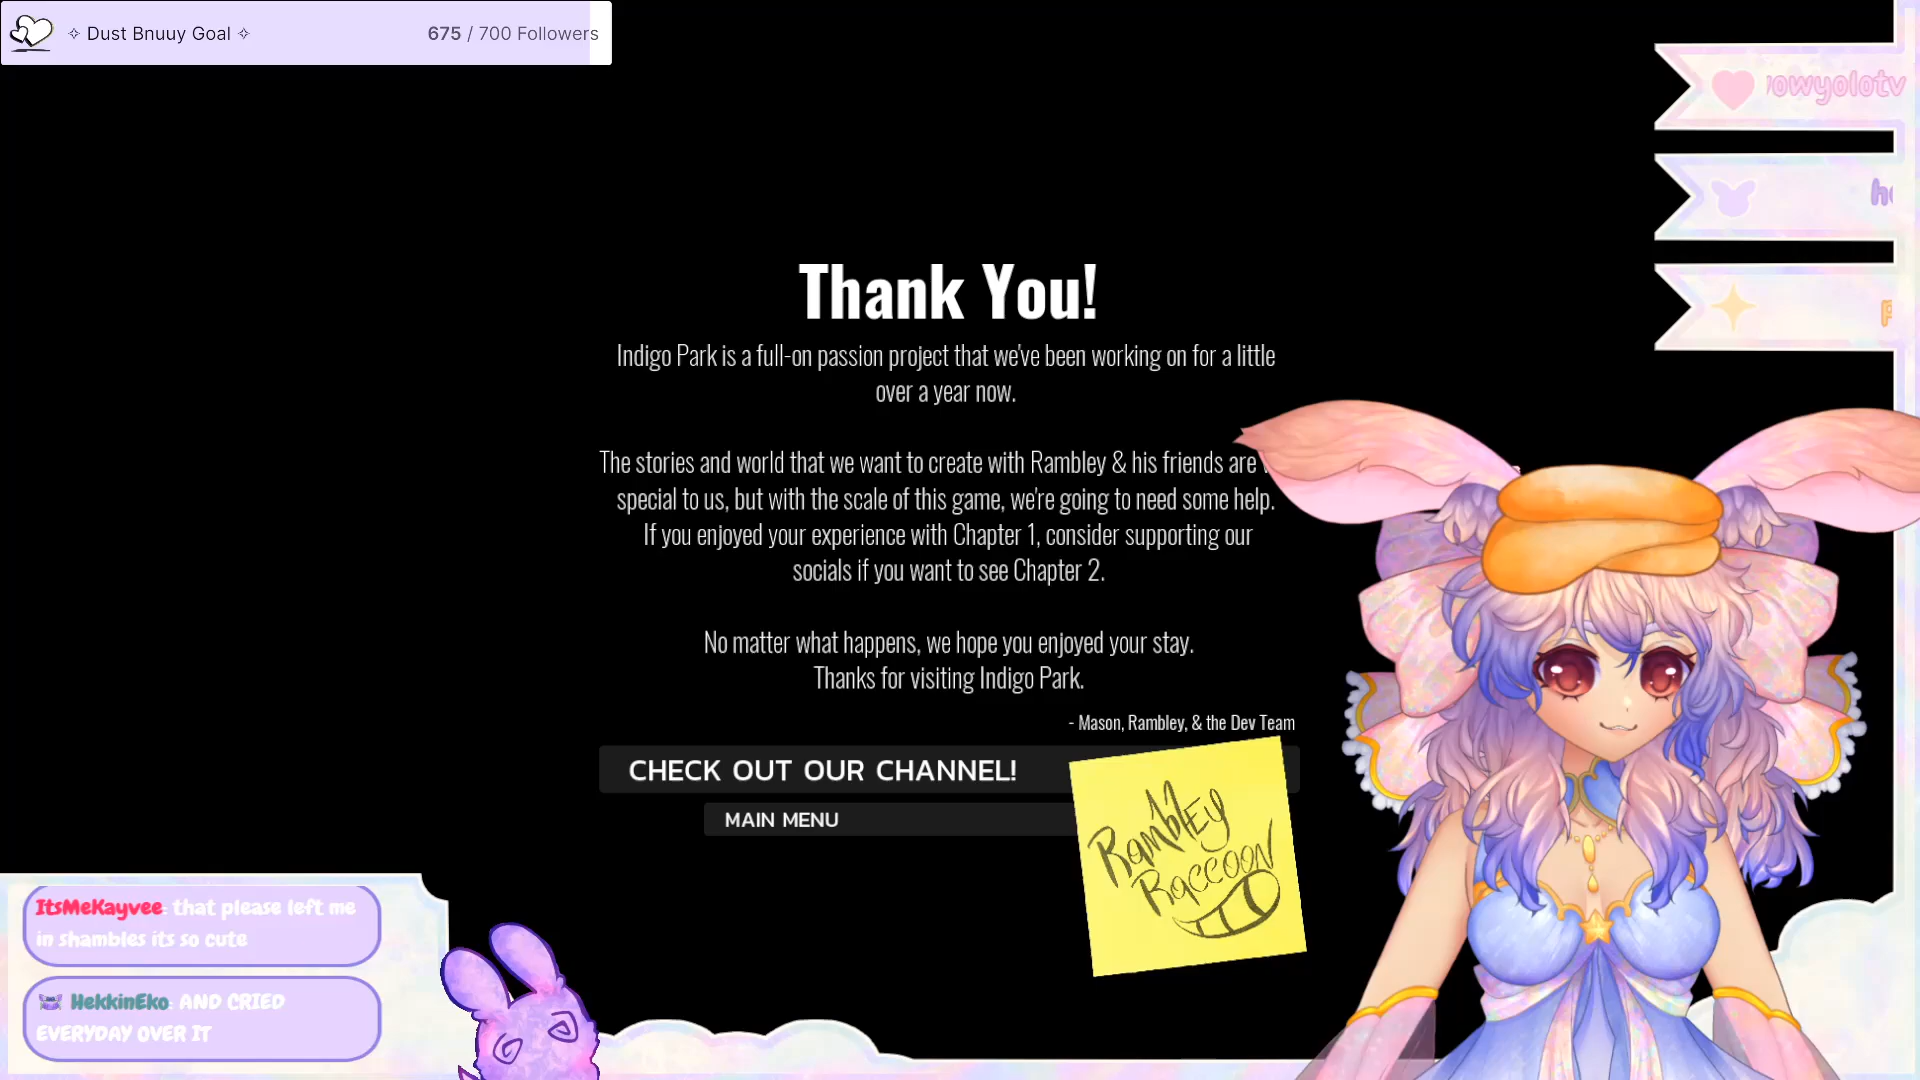 ✧ Dust Bnuuy Goal ✧
675 / 700 Followers
owyolotv
Thank You!
Indigo Park is a full-on passion project that we've been working on for a little
over a year now.
The stories and world that we want to create with Rambley & his friends are
special to us, but with the scale of this game, we're going to need some help.
If you enjoyed your experience with Chapter 1, consider supporting our
socials if you want to see Chapter 2.
No matter what happens, we hope you enjoyed your stay.
Thanks for visiting Indigo Park.
- Mason, Rambley, & the Dev Team
CHECK OUT OUR CHANNEL!
MAIN MENU
Rambley
Raccoon
ItsMeKayvee: that please left me
in shambles its so cute
HekkinEko: AND CRIED
EVERYDAY OVER IT